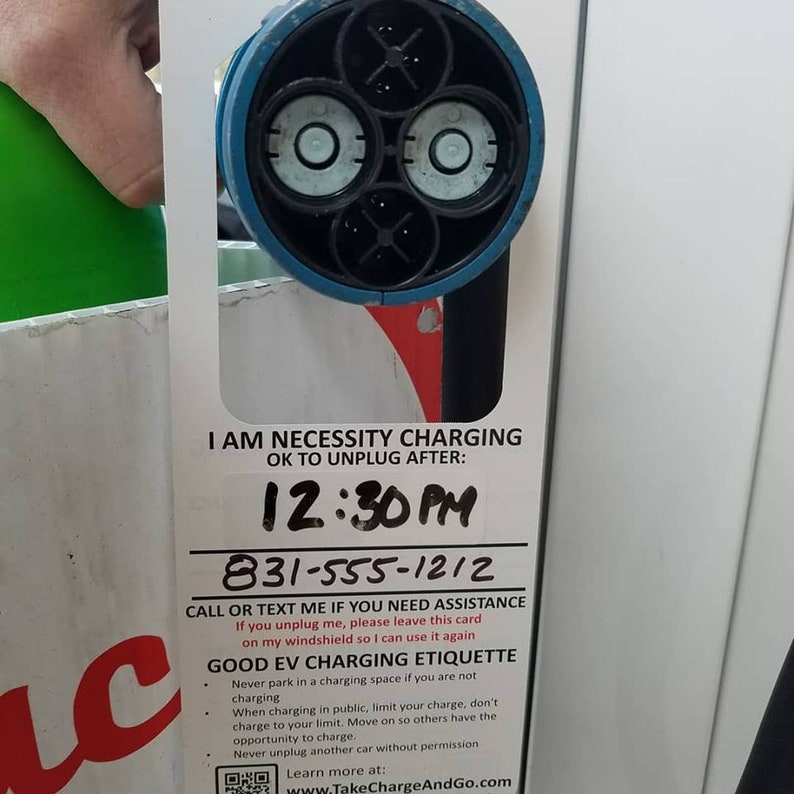 I AM NECESSITY CHARGING
OK TO UNPLUG AFTER:
12:30PM
831-555-1212
CALL OR TEXT ME IF YOU NEED ASSISTANCE
If you unplug me, please leave this card
on my windshield so I can use it again
GOOD EV CHARGING ETIQUETTE
• Never park in a charging space if you are not
charging
• When charging in public, limit your charge, don't
charge to your limit. Move on so others have the
opportunity to charge.
• Never unplug another car without permission
Learn more at:
www.TakeChargeAndGo.com